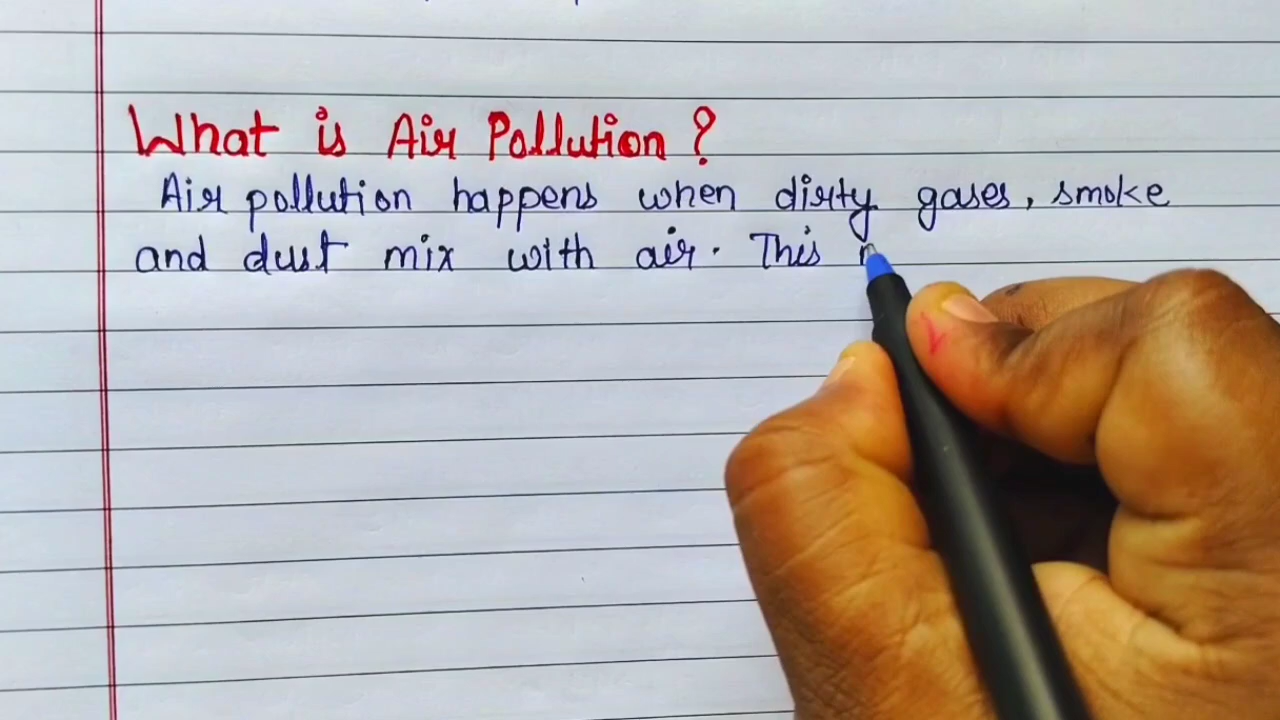 What is Air Pollution ?
Air pollution happens when dirty gases, smoke
and dust mix with air. This